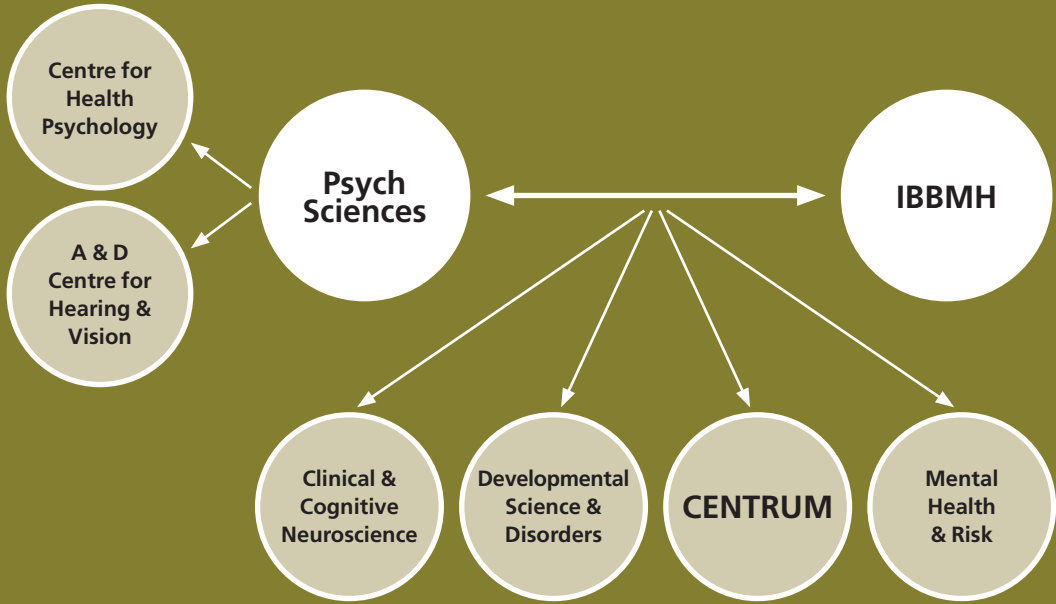 Centre for
Health
Psychology
A & D
Centre for
Hearing &
Vision
Psych
Sciences
IBBMH
Clinical &
Cognitive
Neuroscience
Developmental
Science &
Disorders
CENTRUM
Mental
Health
& Risk